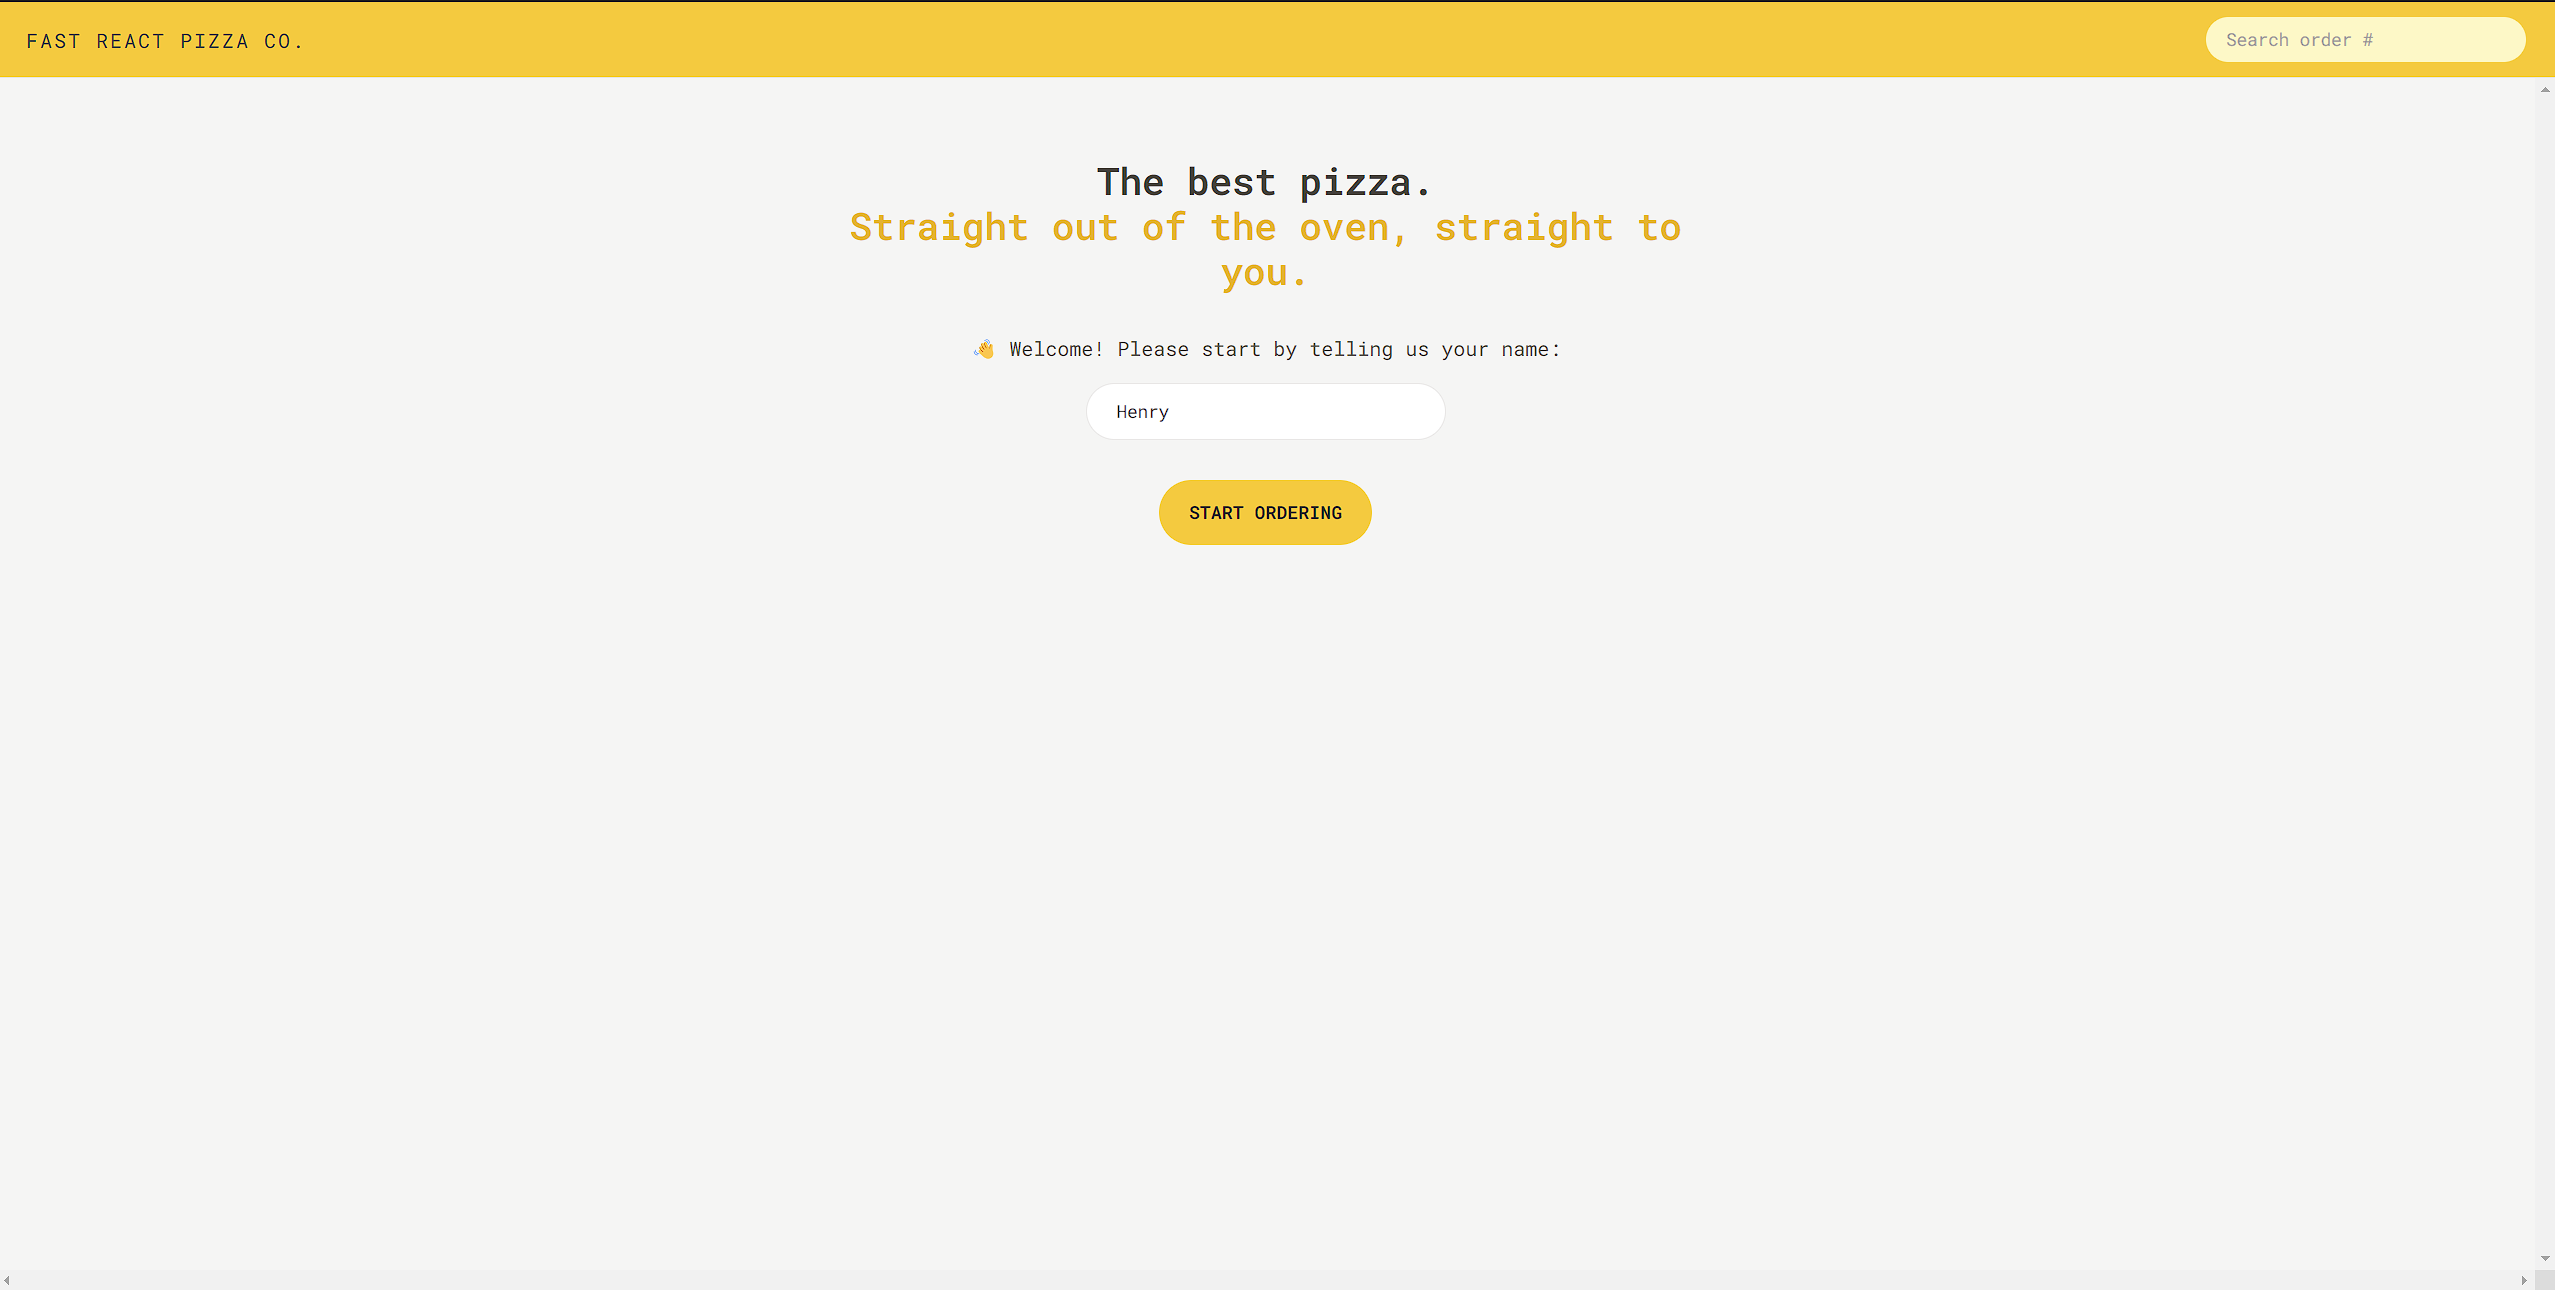 FAST REACT PIZZA CO.
Search order #
The best pizza.
Straight out of the oven, straight to
you.
👋 Welcome! Please start by telling us your name:
Henry
START ORDERING